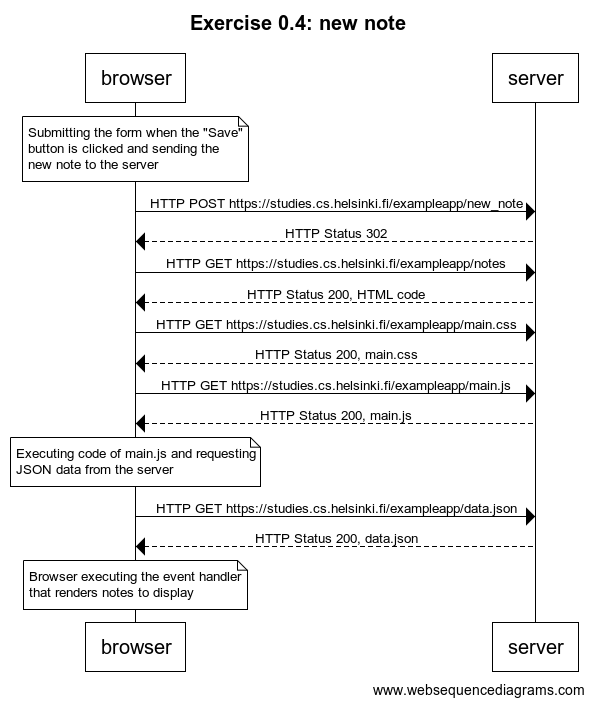 Exercise 0.4: new note
browser
server
Submitting the form when the "Save"
button is clicked and sending the
new note to the server
HTTP POST https://studies.cs.helsinki.fi/exampleapp/new_note
HTTP Status 302
HTTP GET https://studies.cs.helsinki.fi/exampleapp/notes
HTTP Status 200, HTML code
HTTP GET https://studies.cs.helsinki.fi/exampleapp/main.css
HTTP Status 200, main.css
HTTP GET https://studies.cs.helsinki.fi/exampleapp/main.js
HTTP Status 200, main.js
Executing code of main.js and requesting
JSON data from the server
HTTP GET https://studies.cs.helsinki.fi/exampleapp/data.json
HTTP Status 200, data.json
Browser executing the event handler
that renders notes to display
browser
server
www.websequencediagrams.com